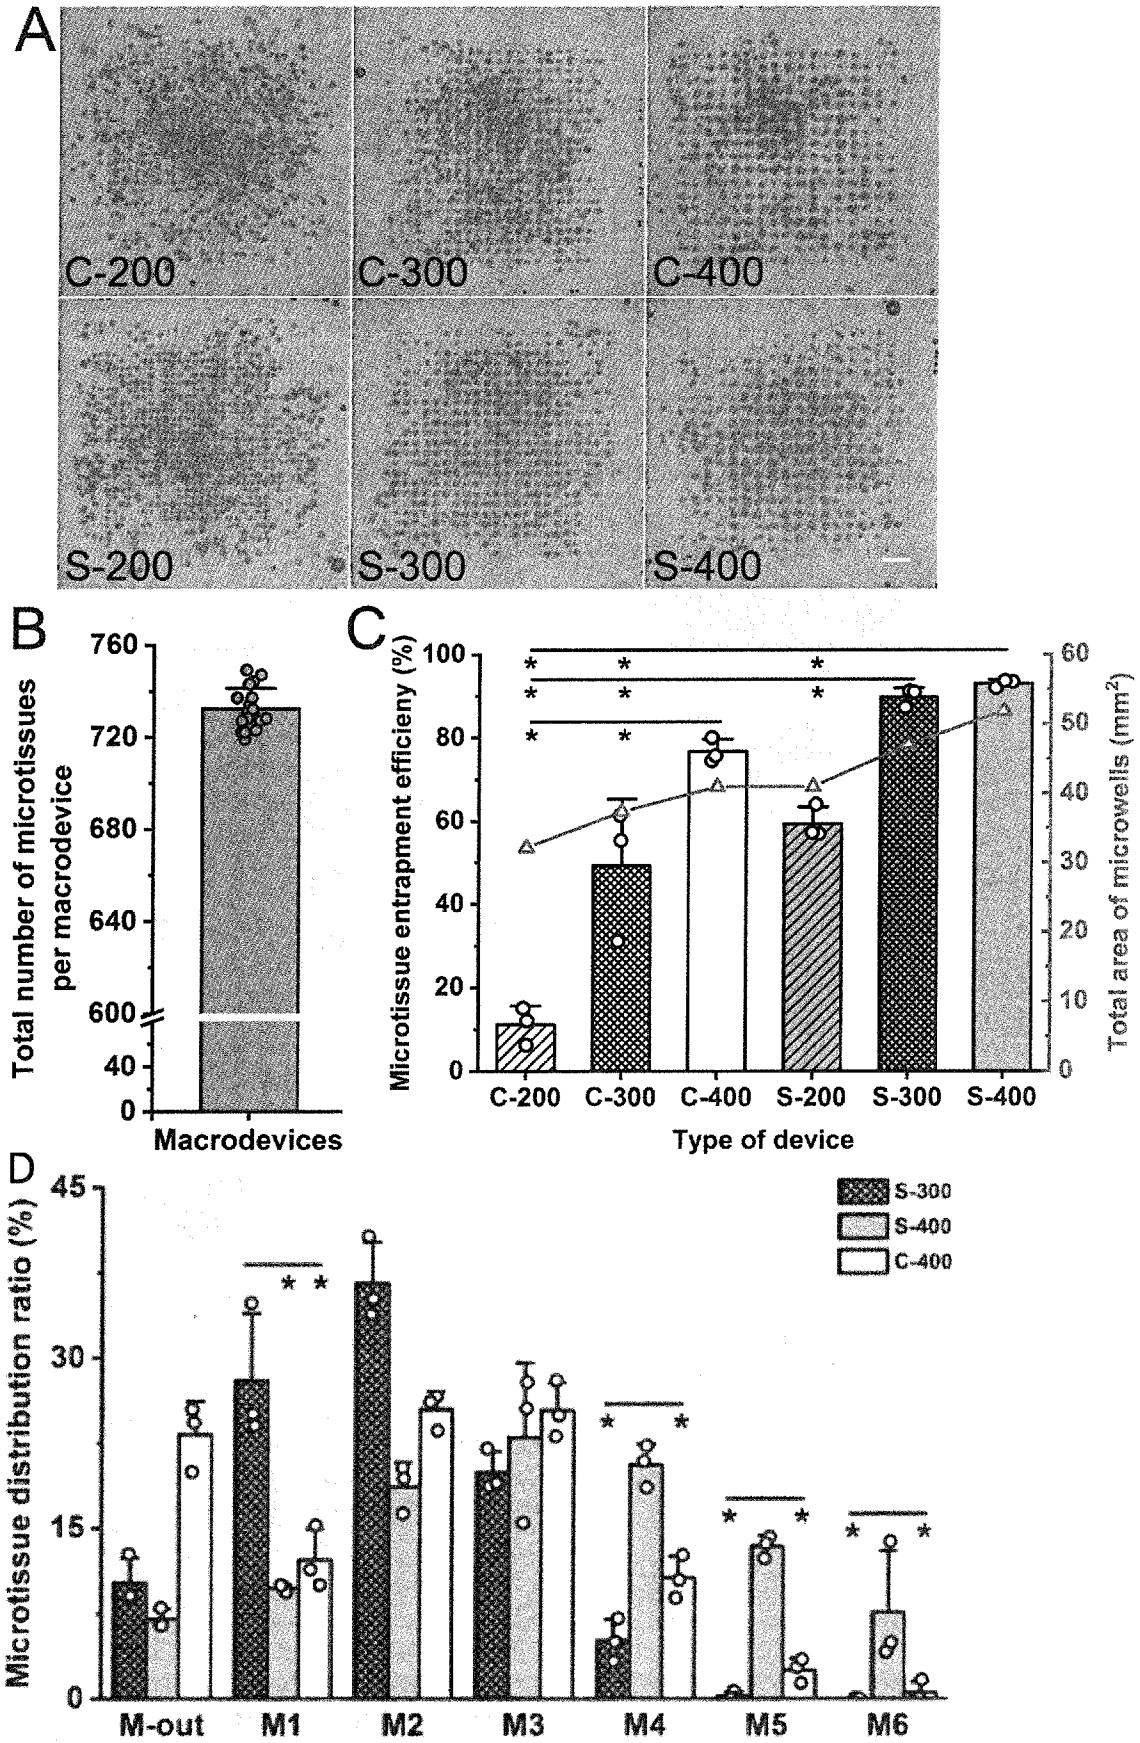 A
C-200
C-300
C-400
S-200
S-300
S-400
B
Total number of microtissues
per macrodevice
760
720
680
640
600
40
0
Macrodevices
C
Microtissue entrapment efficieny (%)
100
80
60
40
20
0
* * *
* * *
* *
60
50
40
30
20
10
0
Total area of microwells (mm²)
C-200 C-300 C-400 S-200 S-300 S-400
Type of device
D
Microtissue distribution ratio (%)
45
30
15
0
S-300
S-400
C-400
* *
* *
* *
* *
M-out M1 M2 M3 M4 M5 M6